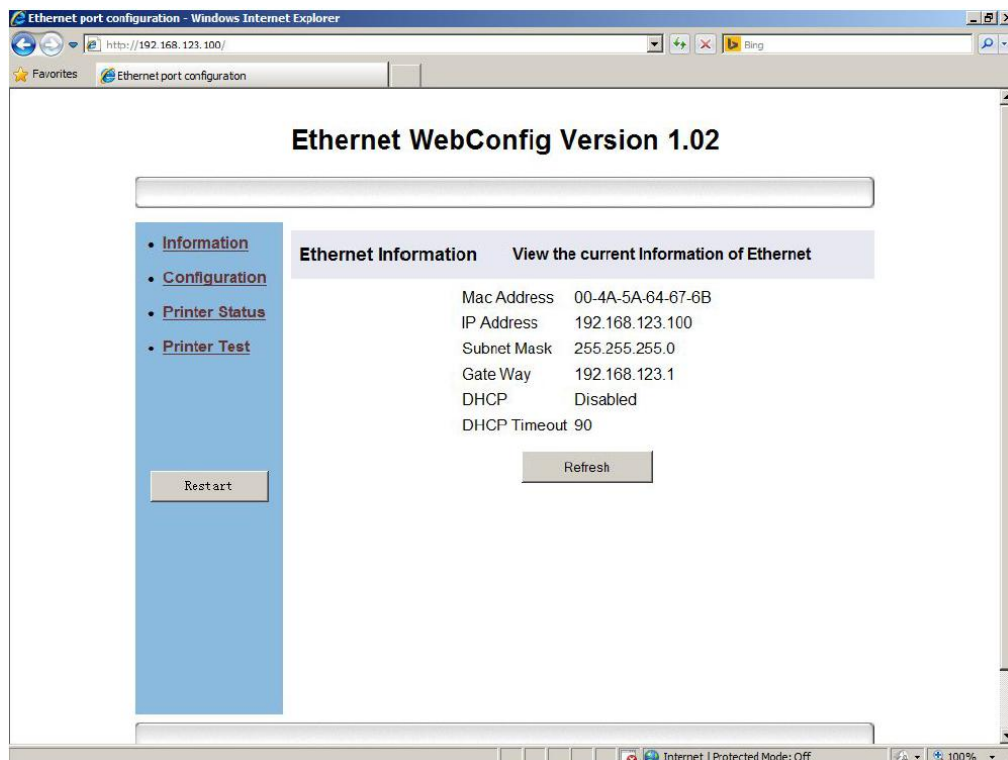 Ethernet port configuration - Windows Internet Explorer
http://192.168.123.100/
Bing
Favorites
Ethernet port configuration
Ethernet WebConfig Version 1.02
Information
Configuration
Printer Status
Printer Test
Restart
Ethernet Information View the current Information of Ethernet
Mac Address 00-4A-5A-64-67-6B
IP Address 192.168.123.100
Subnet Mask 255.255.255.0
Gate Way 192.168.123.1
DHCP Disabled
DHCP Timeout 90
Refresh
Internet | Protected Mode: Off
100%